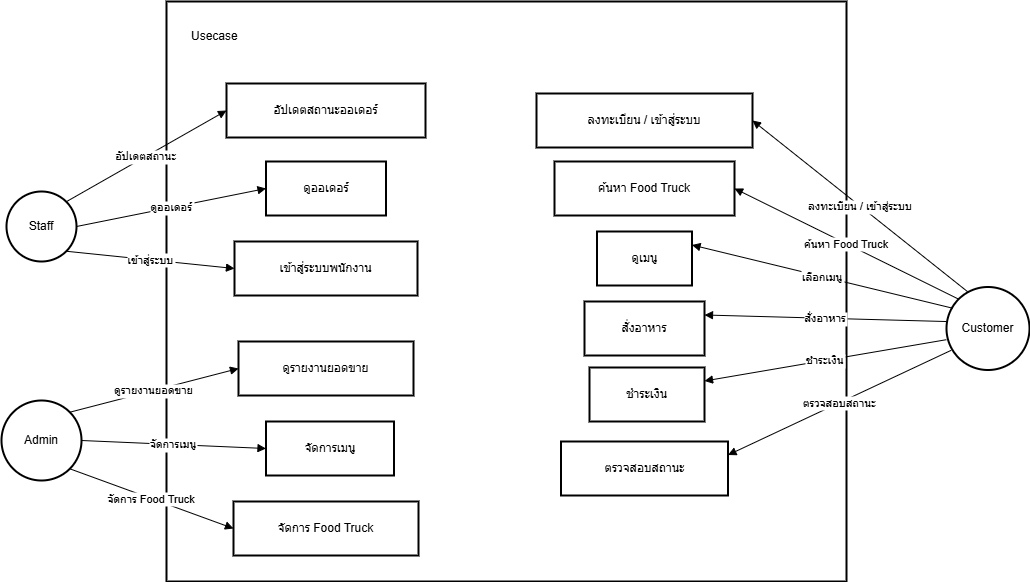 Usecase
อัปเดตสถานะออเดอร์
ลงทะเบียน / เข้าสู่ระบบ
อัปเดตสถานะ
ดูออเดอร์
ค้นหา Food Truck
ดูออเดอร์
ลงทะเบียน / เข้าสู่ระบบ
Staff
ค้นหา Food Truck
เข้าสู่ระบบ
เข้าสู่ระบบพนักงาน
ดูเมนู
เลือกเมนู
สั่งอาหาร
สั่งอาหาร
Customer
ดูรายงานยอดขาย
ชำระเงิน
ดูรายงานยอดขาย
ชำระเงิน
ตรวจสอบสถานะ
Admin
จัดการเมนู
จัดการเมนู
ตรวจสอบสถานะ
จัดการ Food Truck
จัดการ Food Truck